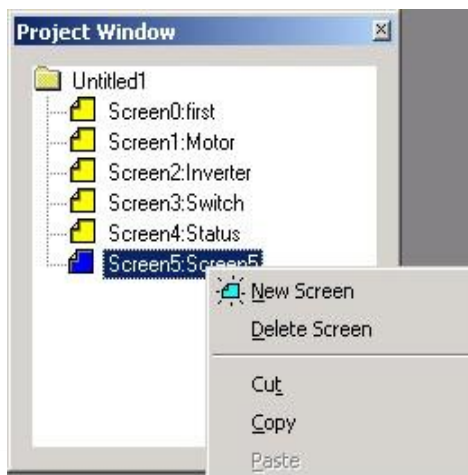 Project Window
Untitled1
Screen0:first
Screen1:Motor
Screen2:Inverter
Screen3:Switch
Screen4:Status
Screen5:Screen5
New Screen
Delete Screen
Cut
Copy
Paste